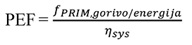 PEF = f_PRIM,gorivo/energija / η_sys